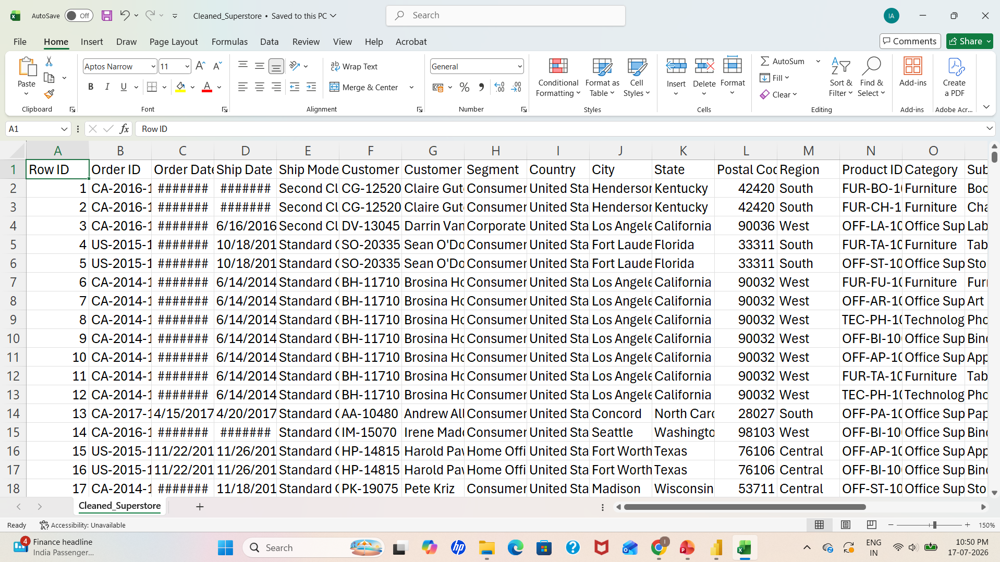 AutoSave Off Cleaned_Superstore • Saved to this PC Search IA
File Home Insert Draw Page Layout Formulas Data Review View Help Acrobat Comments Share
Paste Aptos Narrow 11 Wrap Text General Conditional Formatting Format as Table Cell Styles Insert Delete Format AutoSum Fill Clear Sort & Filter Find & Select Add-ins Create a PDF
B I U A Merge & Center % 9
Clipboard Font Alignment Number Styles Cells Editing Add-ins Adobe Acr...
A1 fx Row ID
A B C D E F G H I J K L M N O
1 Row ID Order ID Order Date Ship Date Ship Mode Customer Customer Segment Country City State Postal Coc Region Product ID Category Sub
2 1 CA-2016-1 ####### ####### Second Cl CG-12520 Claire Gut Consumer United Sta Henderson Kentucky 42420 South FUR-BO-10 Furniture Boo
3 2 CA-2016-1 ####### ####### Second Cl CG-12520 Claire Gut Consumer United Sta Henderson Kentucky 42420 South FUR-CH-1 Furniture Cha
4 3 CA-2016-1 ####### 6/16/2016 Second Cl DV-13045 Darrin Van Corporate United Sta Los Angele California 90036 West OFF-LA-10 Office Sup Lab
5 4 US-2015-1 ####### 10/18/201 Standard C SO-20335 Sean O'Do Consumer United Sta Fort Laude Florida 33311 South FUR-TA-10 Furniture Tab
6 5 US-2015-1 ####### 10/18/201 Standard C SO-20335 Sean O'Do Consumer United Sta Fort Laude Florida 33311 South OFF-ST-10 Office Sup Sto
7 6 CA-2014-1 ####### 6/14/2014 Standard C BH-11710 Brosina Ho Consumer United Sta Los Angele California 90032 West FUR-FU-10 Furniture Furn
8 7 CA-2014-1 ####### 6/14/2014 Standard C BH-11710 Brosina Ho Consumer United Sta Los Angele California 90032 West OFF-AR-10 Office Sup Art
9 8 CA-2014-1 ####### 6/14/2014 Standard C BH-11710 Brosina Ho Consumer United Sta Los Angele California 90032 West TEC-PH-10 Technolog Pho
10 9 CA-2014-1 ####### 6/14/2014 Standard C BH-11710 Brosina Ho Consumer United Sta Los Angele California 90032 West OFF-BI-10 Office Sup Bin
11 10 CA-2014-1 ####### 6/14/2014 Standard C BH-11710 Brosina Ho Consumer United Sta Los Angele California 90032 West OFF-AP-10 Office Sup App
12 11 CA-2014-1 ####### 6/14/2014 Standard C BH-11710 Brosina Ho Consumer United Sta Los Angele California 90032 West FUR-TA-10 Furniture Tab
13 12 CA-2014-1 ####### 6/14/2014 Standard C BH-11710 Brosina Ho Consumer United Sta Los Angele California 90032 West TEC-PH-10 Technolog Pho
14 13 CA-2017-1 4/15/2017 4/20/2017 Standard C AA-10480 Andrew All Consumer United Sta Concord North Caro 28027 South OFF-PA-10 Office Sup Pap
15 14 CA-2016-1 ####### ####### Standard C IM-15070 Irene Madd Consumer United Sta Seattle Washingto 98103 West OFF-BI-10 Office Sup Bin
16 15 US-2015-1 11/22/201 11/26/201 Standard C HP-14815 Harold Pav Home Offi United Sta Fort Worth Texas 76106 Central OFF-AP-10 Office Sup App
17 16 US-2015-1 11/22/201 11/26/201 Standard C HP-14815 Harold Pav Home Offi United Sta Fort Worth Texas 76106 Central OFF-BI-10 Office Sup Bin
18 17 CA-2014-1 ####### 11/18/201 Standard C PK-19075 Pete Kriz Consumer United Sta Madison Wisconsin 53711 Central OFF-ST-10 Office Sup Sto
Cleaned_Superstore
Ready Accessibility: Unavailable 150%
4 Finance headline
India Passenger...
Search
ENG
IN
10:50 PM
17-07-2026